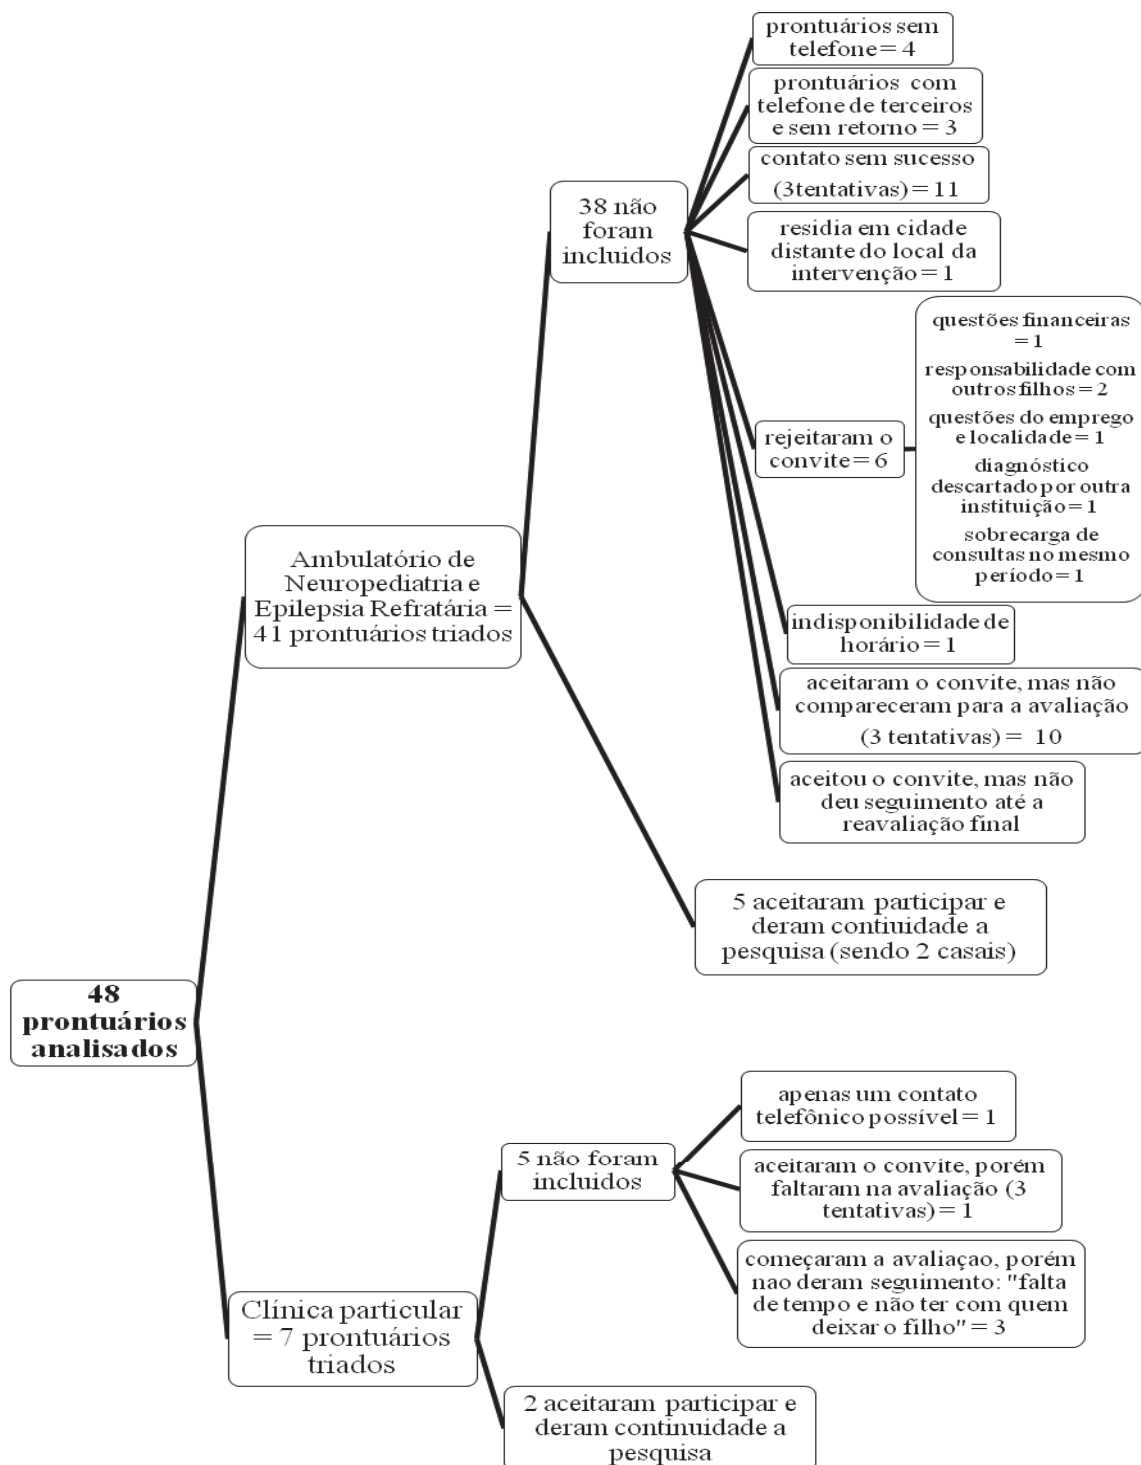 prontuários sem
telefone = 4
prontuários com
telefone de terceiros
e sem retorno = 3
contato sem sucesso
(3tentativas) = 11
residia em cidade
distante do local da
intervenção = 1
38 não
foram
incluidos
questões financeiras
= 1
responsabilidade com
outros filhos = 2
questões do emprego
e localidade = 1
diagnóstico
descartado por outra
instituição = 1
sobrecarga de
consultas no mesmo
período = 1
rejeitaram o
convite = 6
indisponibilidade de
horário = 1
aceitaram o convite, mas não
compareceram para a avaliação
(3 tentativas) = 10
aceitou o convite, mas não
deu seguimento até a
reavaliação final
Ambulatório de
Neuropediatria e
Epilepsia Refratária =
41 prontuários triados
5 aceitaram participar e
deram contiuidade a
pesquisa (sendo 2 casais)
48
prontuários
analisados
apenas um contato
telefônico possível = 1
5 não foram
incluidos
aceitaram o convite, porém
faltaram na avaliação (3
tentativas) = 1
começaram a avaliaçao, porém
nao deram seguimento: "falta
de tempo e não ter com quem
deixar o filho" = 3
Clínica particular
= 7 prontuários
triados
2 aceitaram participar e
deram continuidade a
pesquisa